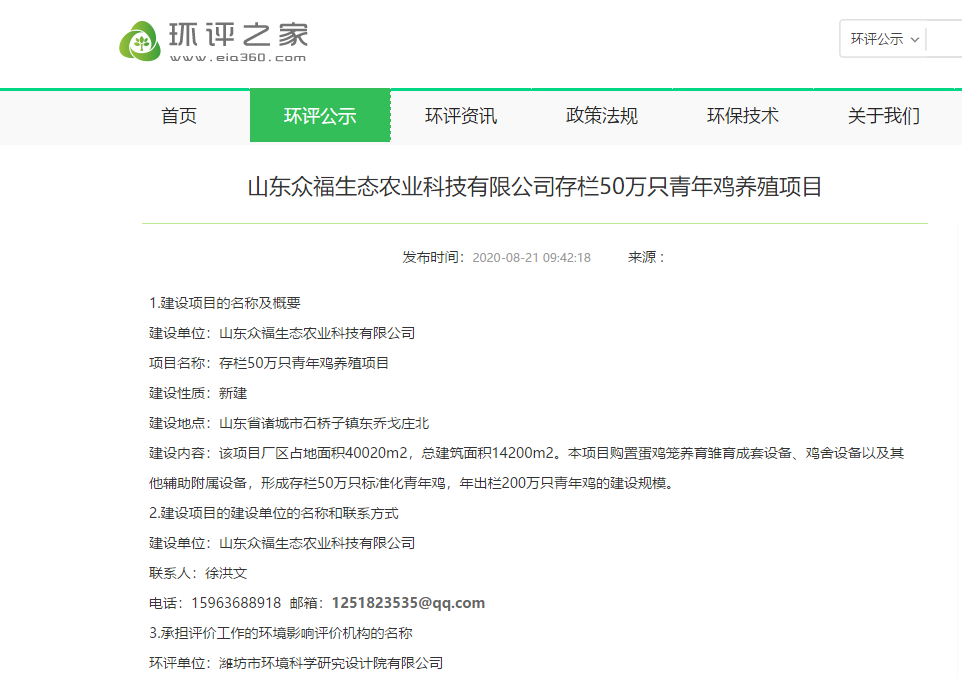 环评之家
www.eia360.com
环评公示
首页 环评公示 环评资讯 政策法规 环保技术 关于我们
山东众福生态农业科技有限公司存栏50万只青年鸡养殖项目
发布时间：2020-08-21 09:42:18 来源：
1.建设项目的名称及概要
建设单位：山东众福生态农业科技有限公司
项目名称：存栏50万只青年鸡养殖项目
建设性质：新建
建设地点：山东省诸城市石桥子镇东乔戈庄北
建设内容：该项目厂区占地面积40020m2，总建筑面积14200m2。本项目购置蛋鸡笼养育雏育成套设备、鸡舍设备以及其
他辅助附属设备，形成存栏50万只标准化青年鸡，年出栏200万只青年鸡的建设规模。
2.建设项目的建设单位的名称和联系方式
建设单位：山东众福生态农业科技有限公司
联系人：徐洪文
电话：15963688918 邮箱：1251823535@qq.com
3.承担评价工作的环境影响评价机构的名称
环评单位：潍坊市环境科学研究设计院有限公司